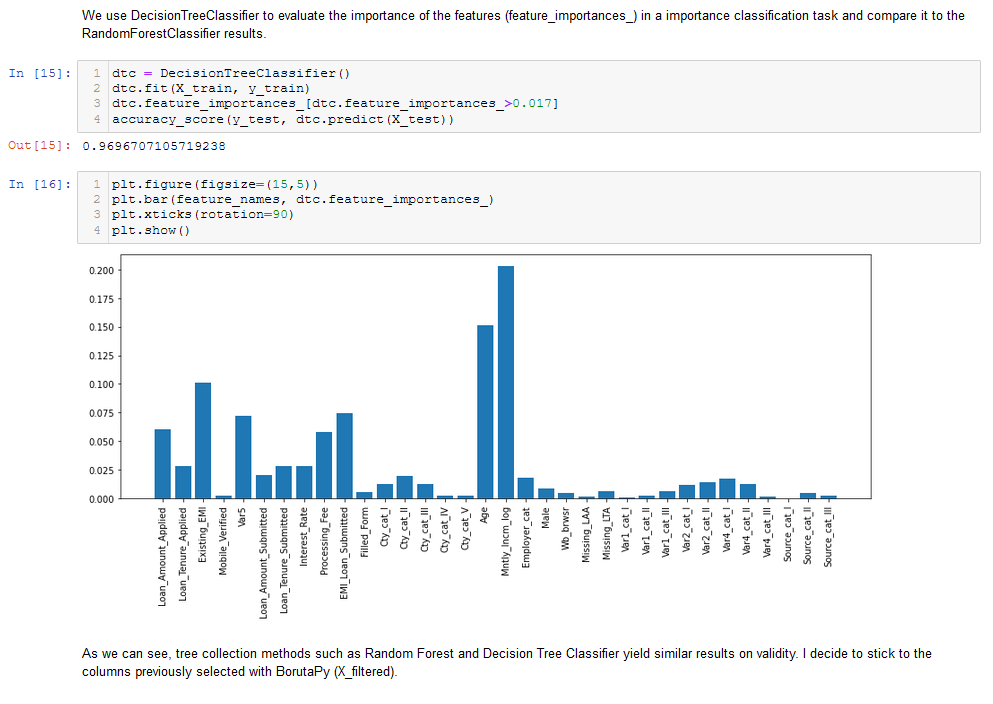 We use DecisionTreeClassifier to evaluate the importance of the features (feature_importances_) in a importance classification task and compare it to the
RandomForestClassifier results.
In [15]:
1 dtc = DecisionTreeClassifier()
2 dtc.fit(X_train, y_train)
3 dtc.feature_importances_[dtc.feature_importances_>0.017]
4 accuracy_score(y_test, dtc.predict(X_test))
Out[15]: 0.9696707105719238
In [16]:
1 plt.figure(figsize=(15,5))
2 plt.bar(feature_names, dtc.feature_importances_)
3 plt.xticks(rotation=90)
4 plt.show()
0.200
0.175
0.150
0.125
0.100
0.075
0.050
0.025
0.000
Loan_Amount_Applied
Loan_Tenure_Applied
Existing_EMI
Mobile_Verified
Var5
Loan_Amount_Submitted
Loan_Tenure_Submitted
Interest_Rate
Processing_Fee
EMI_Loan_Submitted
Filled_Form
Cty_cat_I
Cty_cat_II
Cty_cat_III
Cty_cat_IV
Cty_cat_V
Age
Mntly_Incm_log
Employer_cat
Male
Wb_brwsr
Missing_LAA
Missing_LTA
Var1_cat_I
Var1_cat_II
Var1_cat_III
Var2_cat_I
Var2_cat_II
Var4_cat_I
Var4_cat_II
Var4_cat_III
Source_cat_I
Source_cat_II
Source_cat_III
As we can see, tree collection methods such as Random Forest and Decision Tree Classifier yield similar results on validity. I decide to stick to the
columns previously selected with BorutaPy (X_filtered).